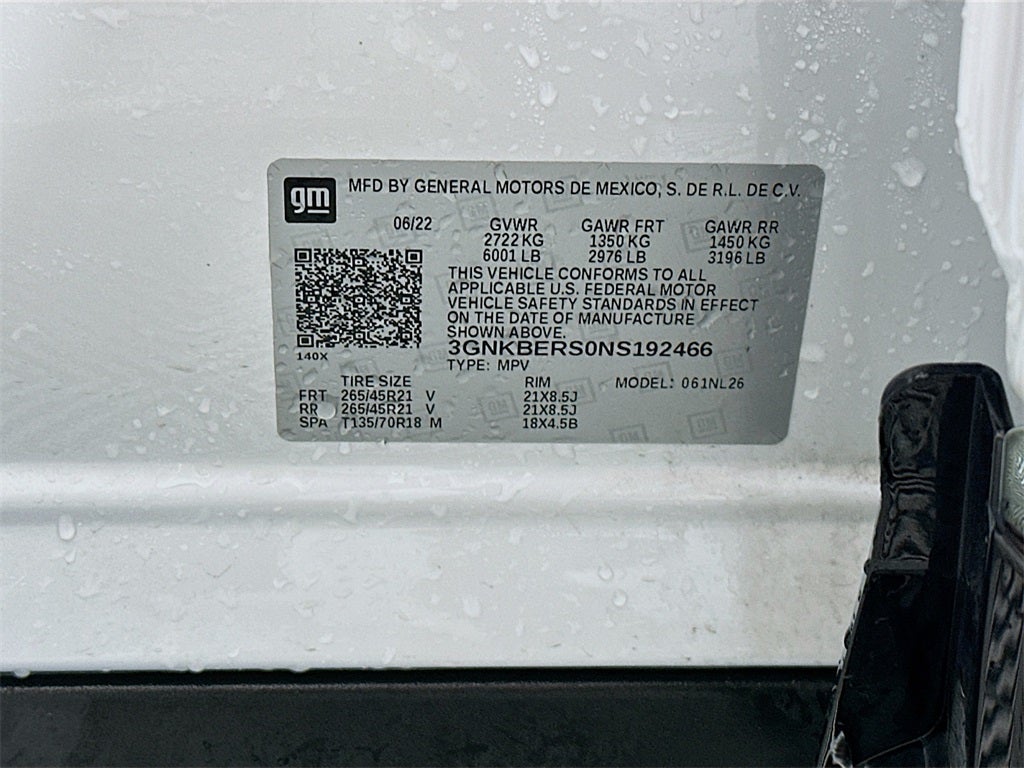 gm MFD BY GENERAL MOTORS DE MEXICO, S. DE R.L. DE C.V.
06/22 GVWR GAWR FRT GAWR RR
2722 KG 1350 KG 1450 KG
6001 LB 2976 LB 3196 LB
THIS VEHICLE CONFORMS TO ALL
APPLICABLE U.S. FEDERAL MOTOR
VEHICLE SAFETY STANDARDS IN EFFECT
ON THE DATE OF MANUFACTURE
SHOWN ABOVE.
3GNKBERS0NS192466
140X
TYPE: MPV
TIRE SIZE RIM MODEL: 061NL26
FRT 265/45R21 V 21X8.5J
RR 265/45R21 V 21X8.5J
SPA T135/70R18 M 18X4.5B